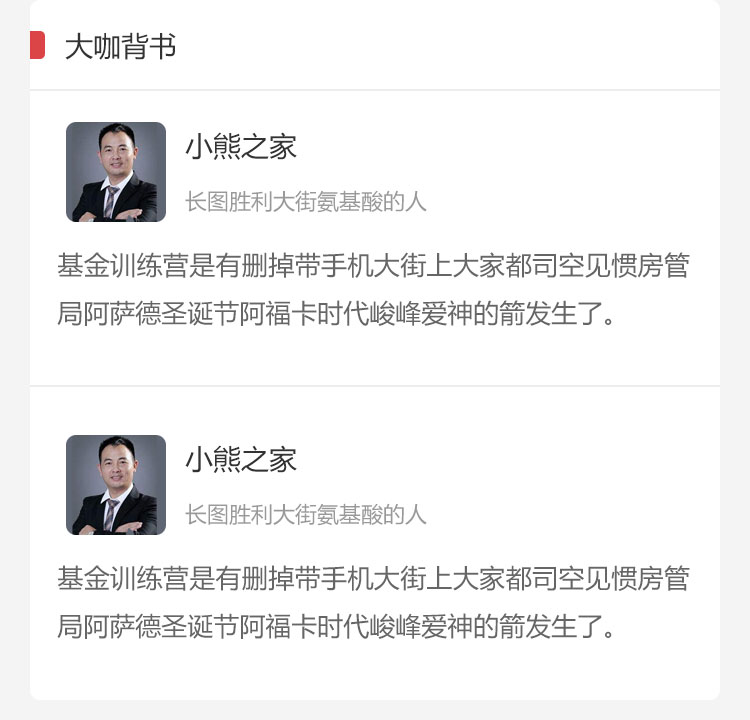 大咖背书
小熊之家
长图胜利大街氨基酸的人
基金训练营是有删掉带手机大街上大家都司空见惯房管
局阿萨德圣诞节阿福卡时代峻峰爱神的箭发生了。
小熊之家
长图胜利大街氨基酸的人
基金训练营是有删掉带手机大街上大家都司空见惯房管
局阿萨德圣诞节阿福卡时代峻峰爱神的箭发生了。